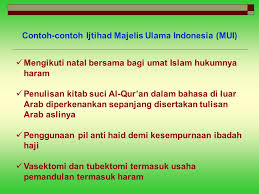 Contoh-contoh Ijtihad Majelis Ulama Indonesia (MUI)
✓ Mengikuti natal bersama bagi umat Islam hukumnya
haram
✓ Penulisan kitab suci Al-Qur'an dalam bahasa di luar
Arab diperkenankan sepanjang disertakan tulisan
Arab aslinya
✓ Penggunaan pil anti haid demi kesempurnaan ibadah
haji
✓ Vasektomi dan tubektomi termasuk usaha
pemandulan termasuk haram